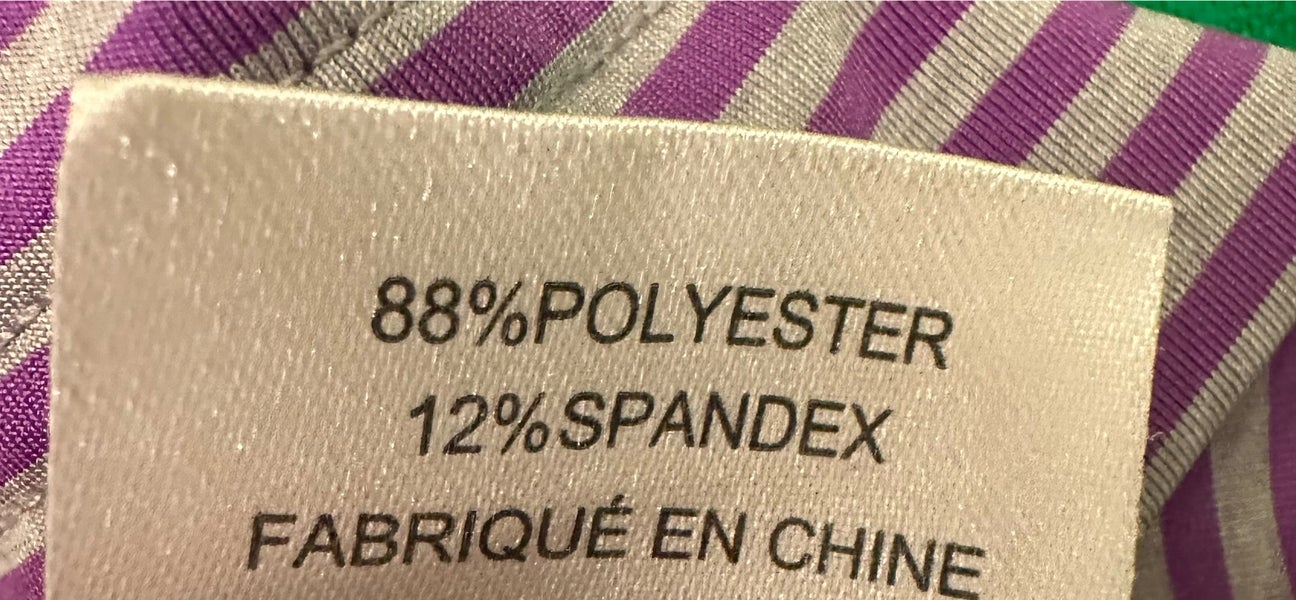 88%POLYESTER
12%SPANDEX
FABRIQUÉ EN CHINE